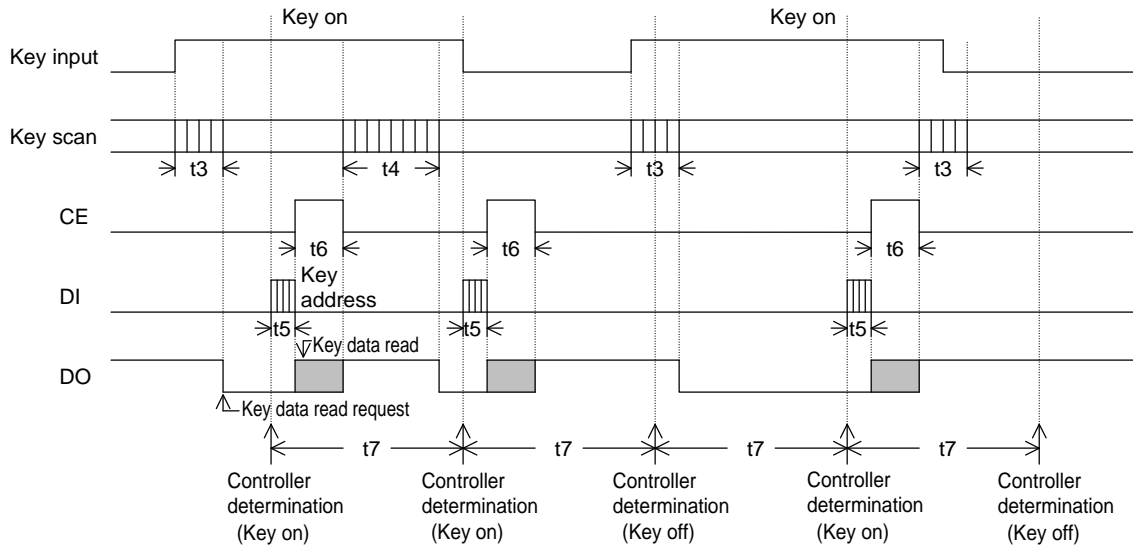 Key on Key on
Key input
Key scan
t3 t4 t3 t3
CE
t6 t6 t6
Key
address
DI
t5 t5 t5
Key data read
DO
Key data read request
t7 t7 t7 t7
Controller Controller Controller Controller Controller
determination determination determination determination determination
(Key on) (Key on) (Key off) (Key on) (Key off)